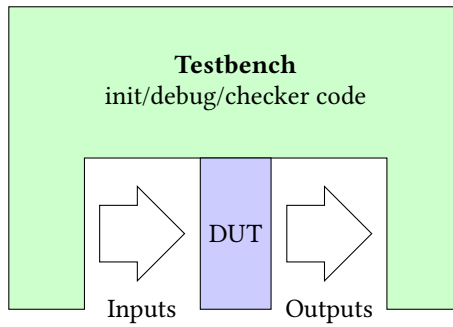 Testbench
init/debug/checker code
DUT
Inputs
Outputs